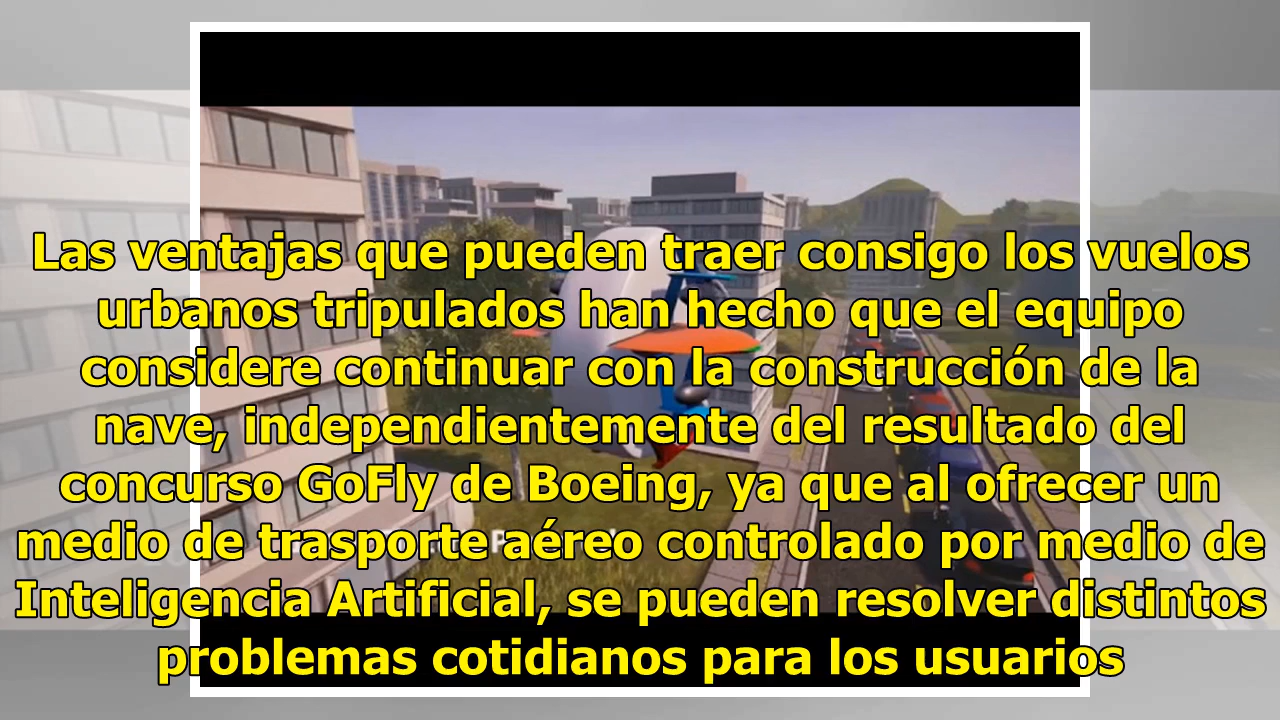 Las ventajas que pueden traer consigo los vuelos
urbanos tripulados han hecho que el equipo
considere continuar con la construcción de la
nave, independientemente del resultado del
concurso GoFly de Boeing, ya que al ofrecer un
medio de trasporte aéreo controlado por medio de
Inteligencia Artificial, se pueden resolver distintos
problemas cotidianos para los usuarios